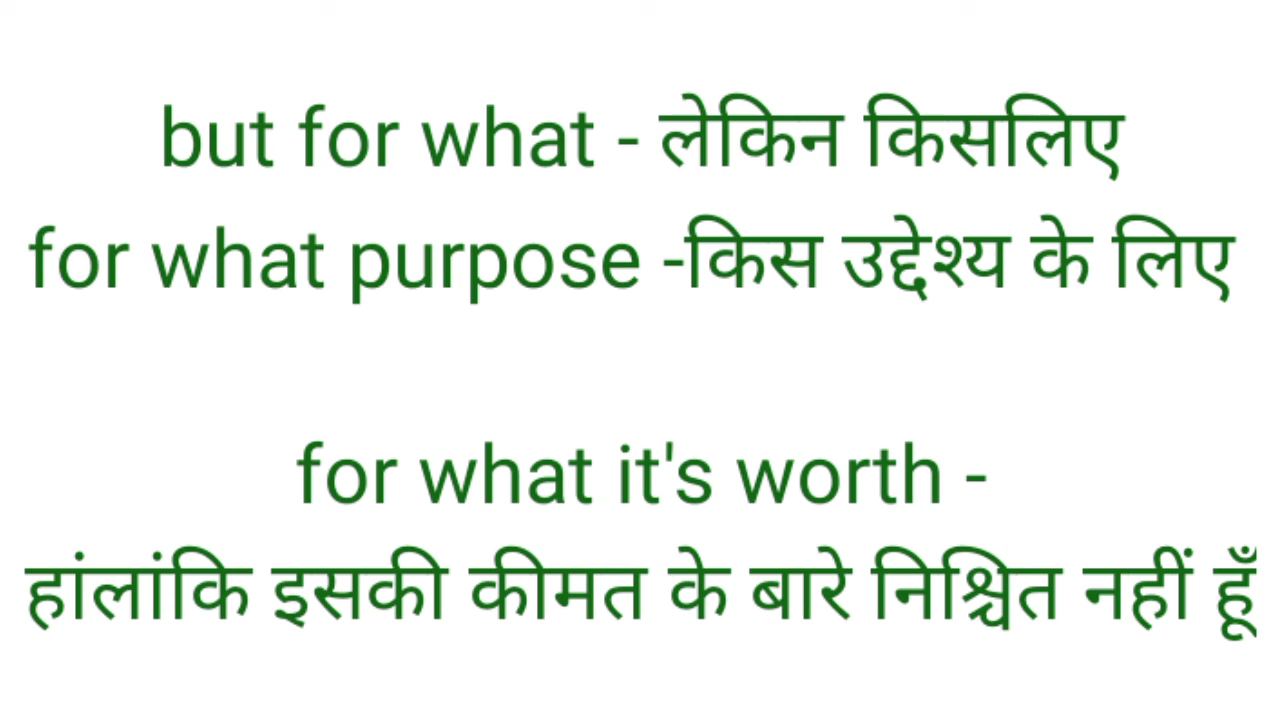 but for what - लेकिन किसलिए
for what purpose -किस उद्देश्य के लिए
for what it's worth -
हांलांकि इसकी कीमत के बारे निश्चित नहीं हूँ